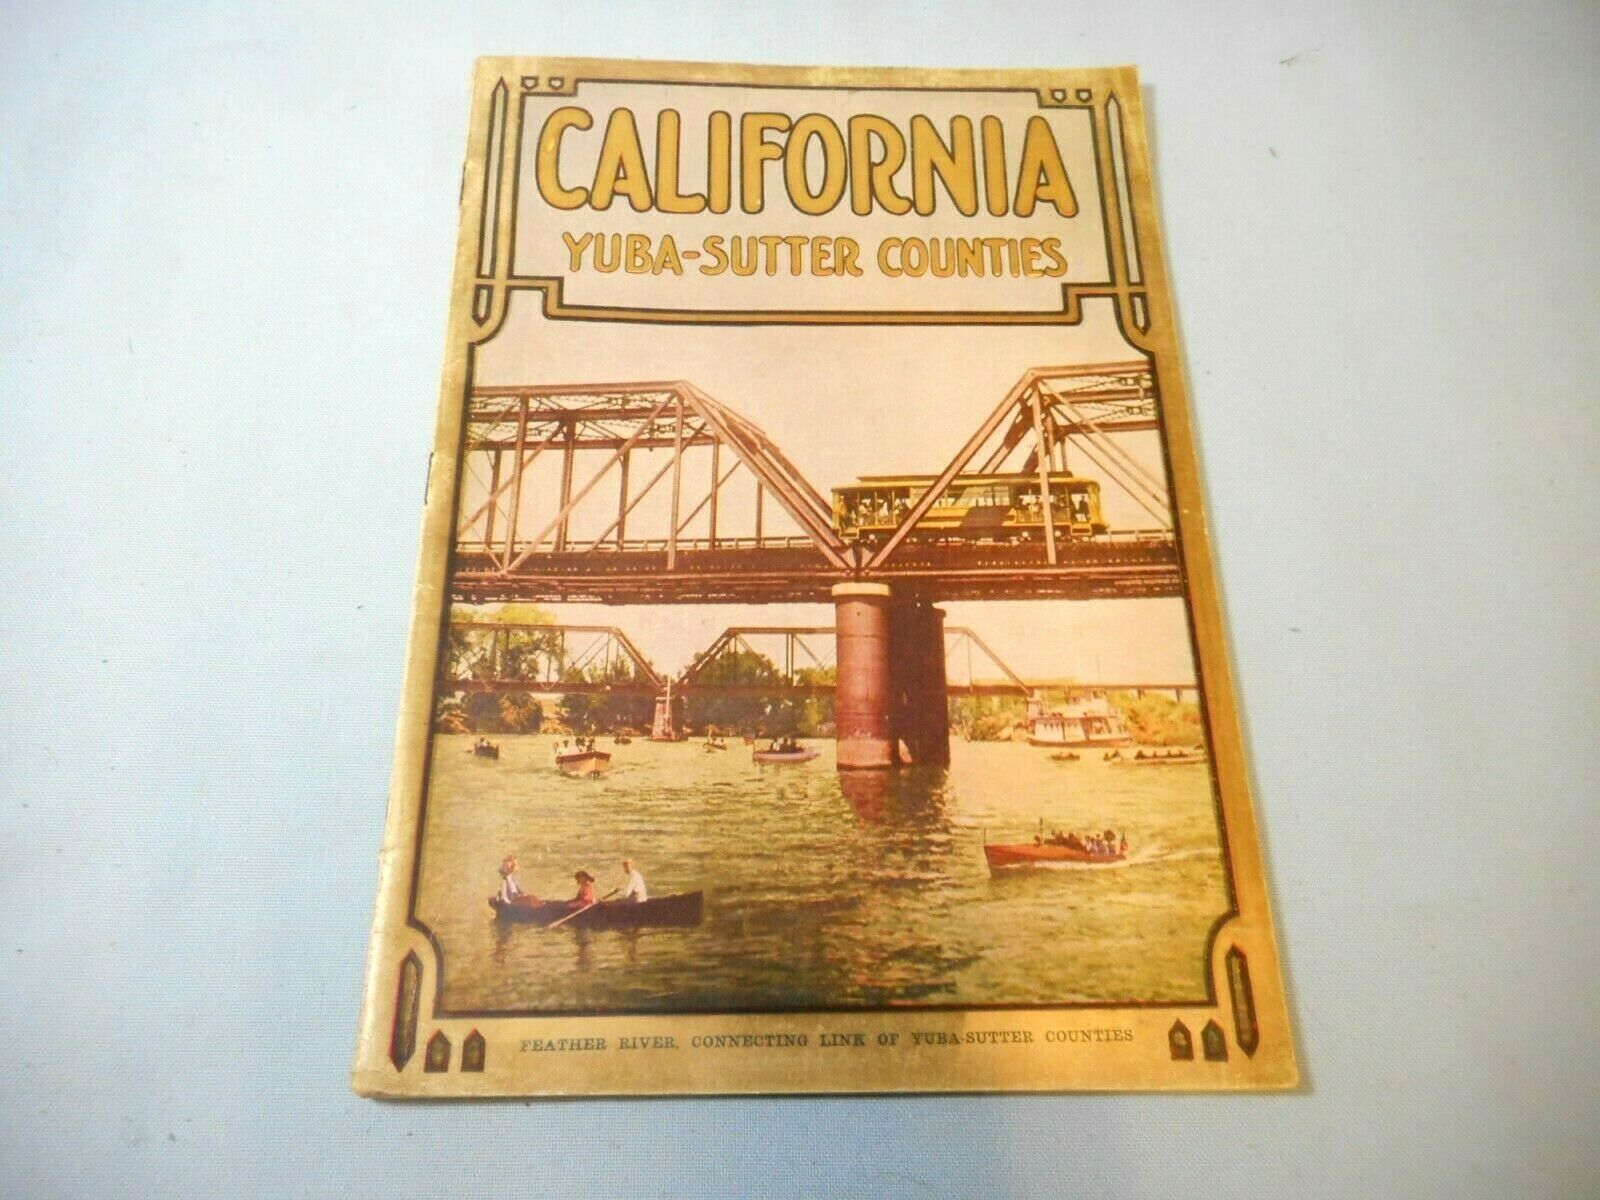 CALIFORNIA
YUBA-SUTTER COUNTIES
FEATHER RIVER, CONNECTING LINK OF YUBA-SUTTER COUNTIES